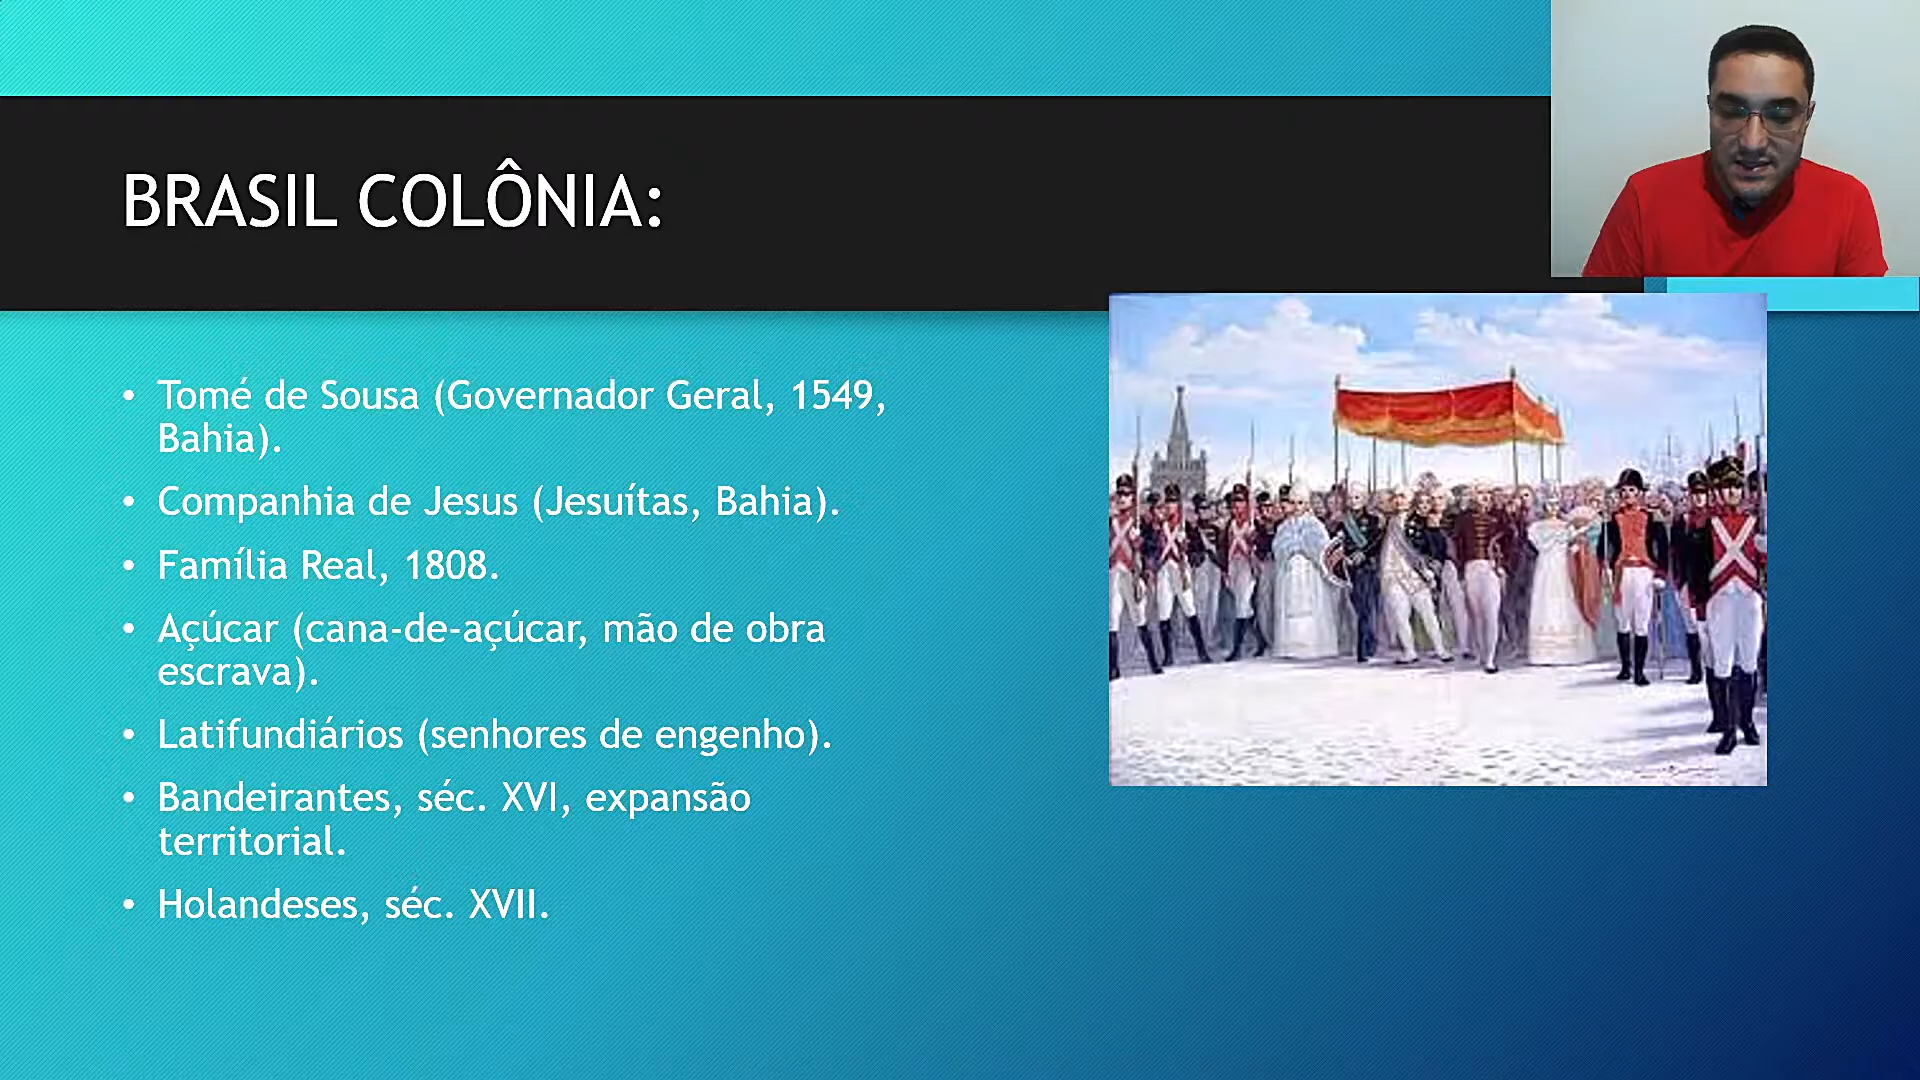 BRASIL COLÔNIA:
• Tomé de Sousa (Governador Geral, 1549,
Bahia).
• Companhia de Jesus (Jesuítas, Bahia).
• Família Real, 1808.
• Açúcar (cana-de-açúcar, mão de obra
escrava).
• Latifundiários (senhores de engenho).
• Bandeirantes, séc. XVI, expansão
territorial.
• Holandeses, séc. XVII.